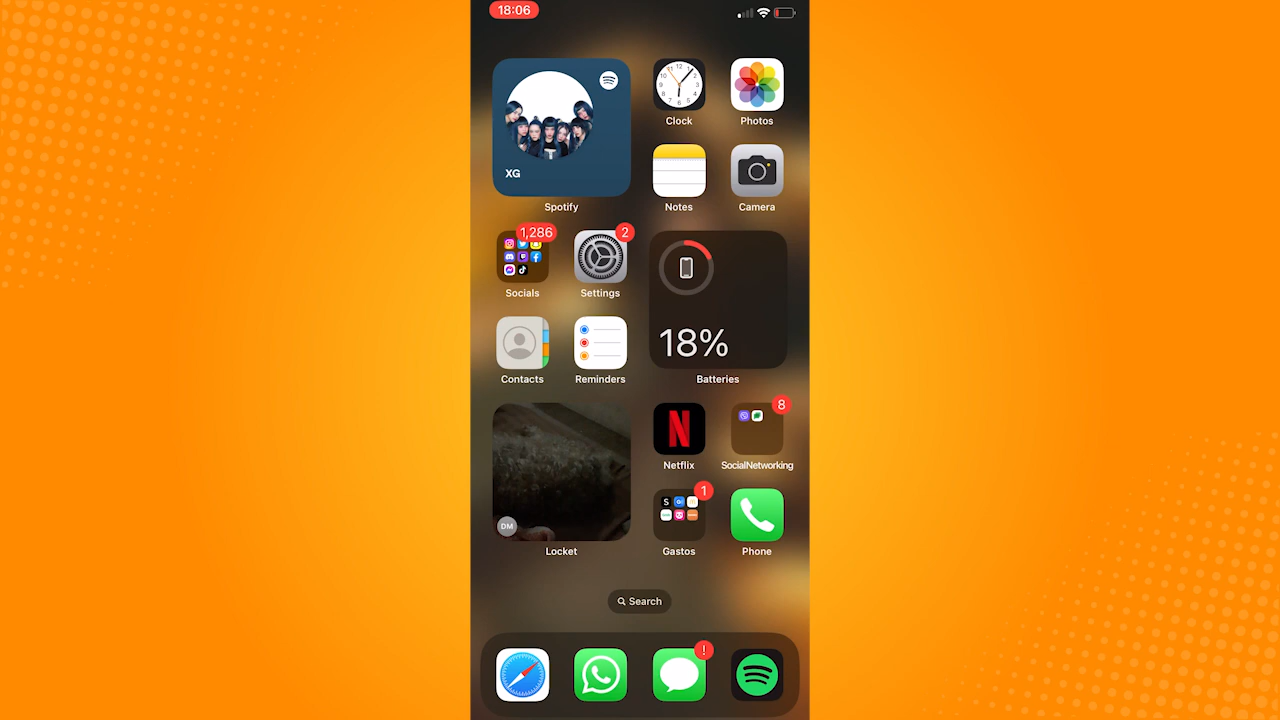 18:06
XG
Spotify
Clock
Photos
Notes
Camera
1,286
Socials
2
Settings
18%
Batteries
Contacts
Reminders
DM
Locket
N
Netflix
8
SocialNetworking
1
S
Gastos
Phone
Search
!